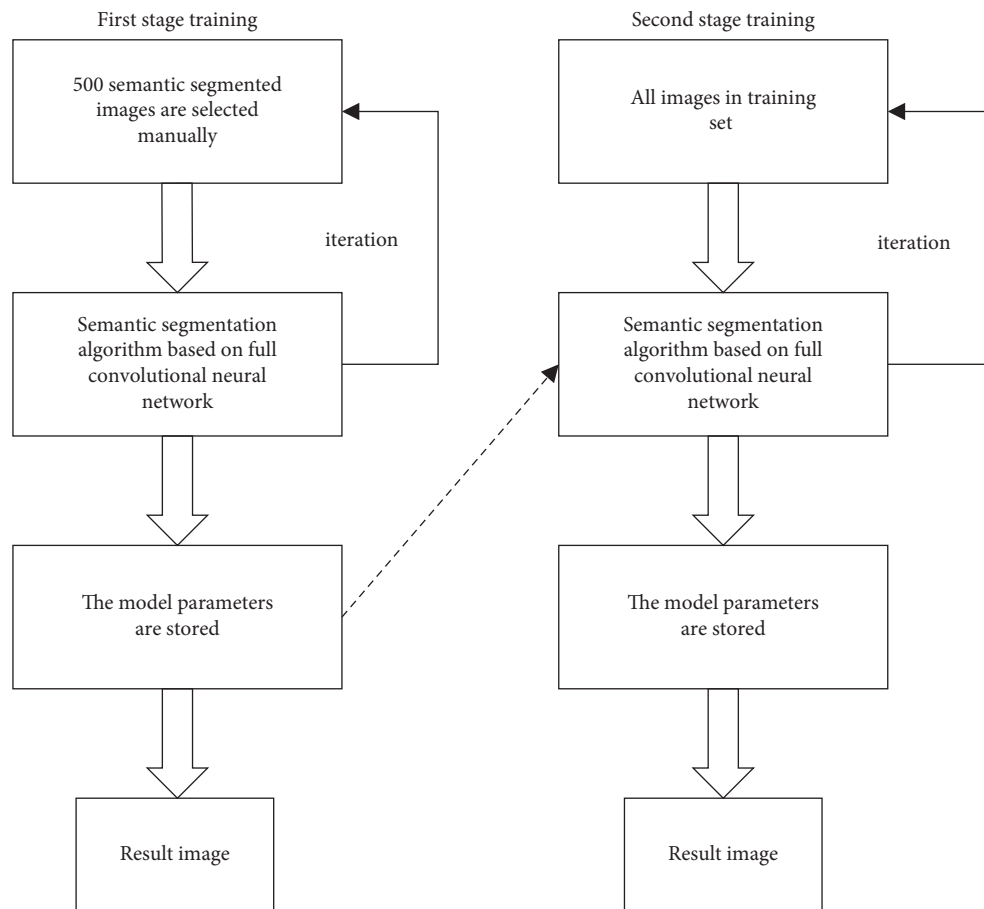 First stage training
500 semantic segmented
images are selected
manually
iteration
Semantic segmentation
algorithm based on full
convolutional neural
network
The model parameters
are stored
Result image
Second stage training
All images in training
set
iteration
Semantic segmentation
algorithm based on full
convolutional neural
network
The model parameters
are stored
Result image